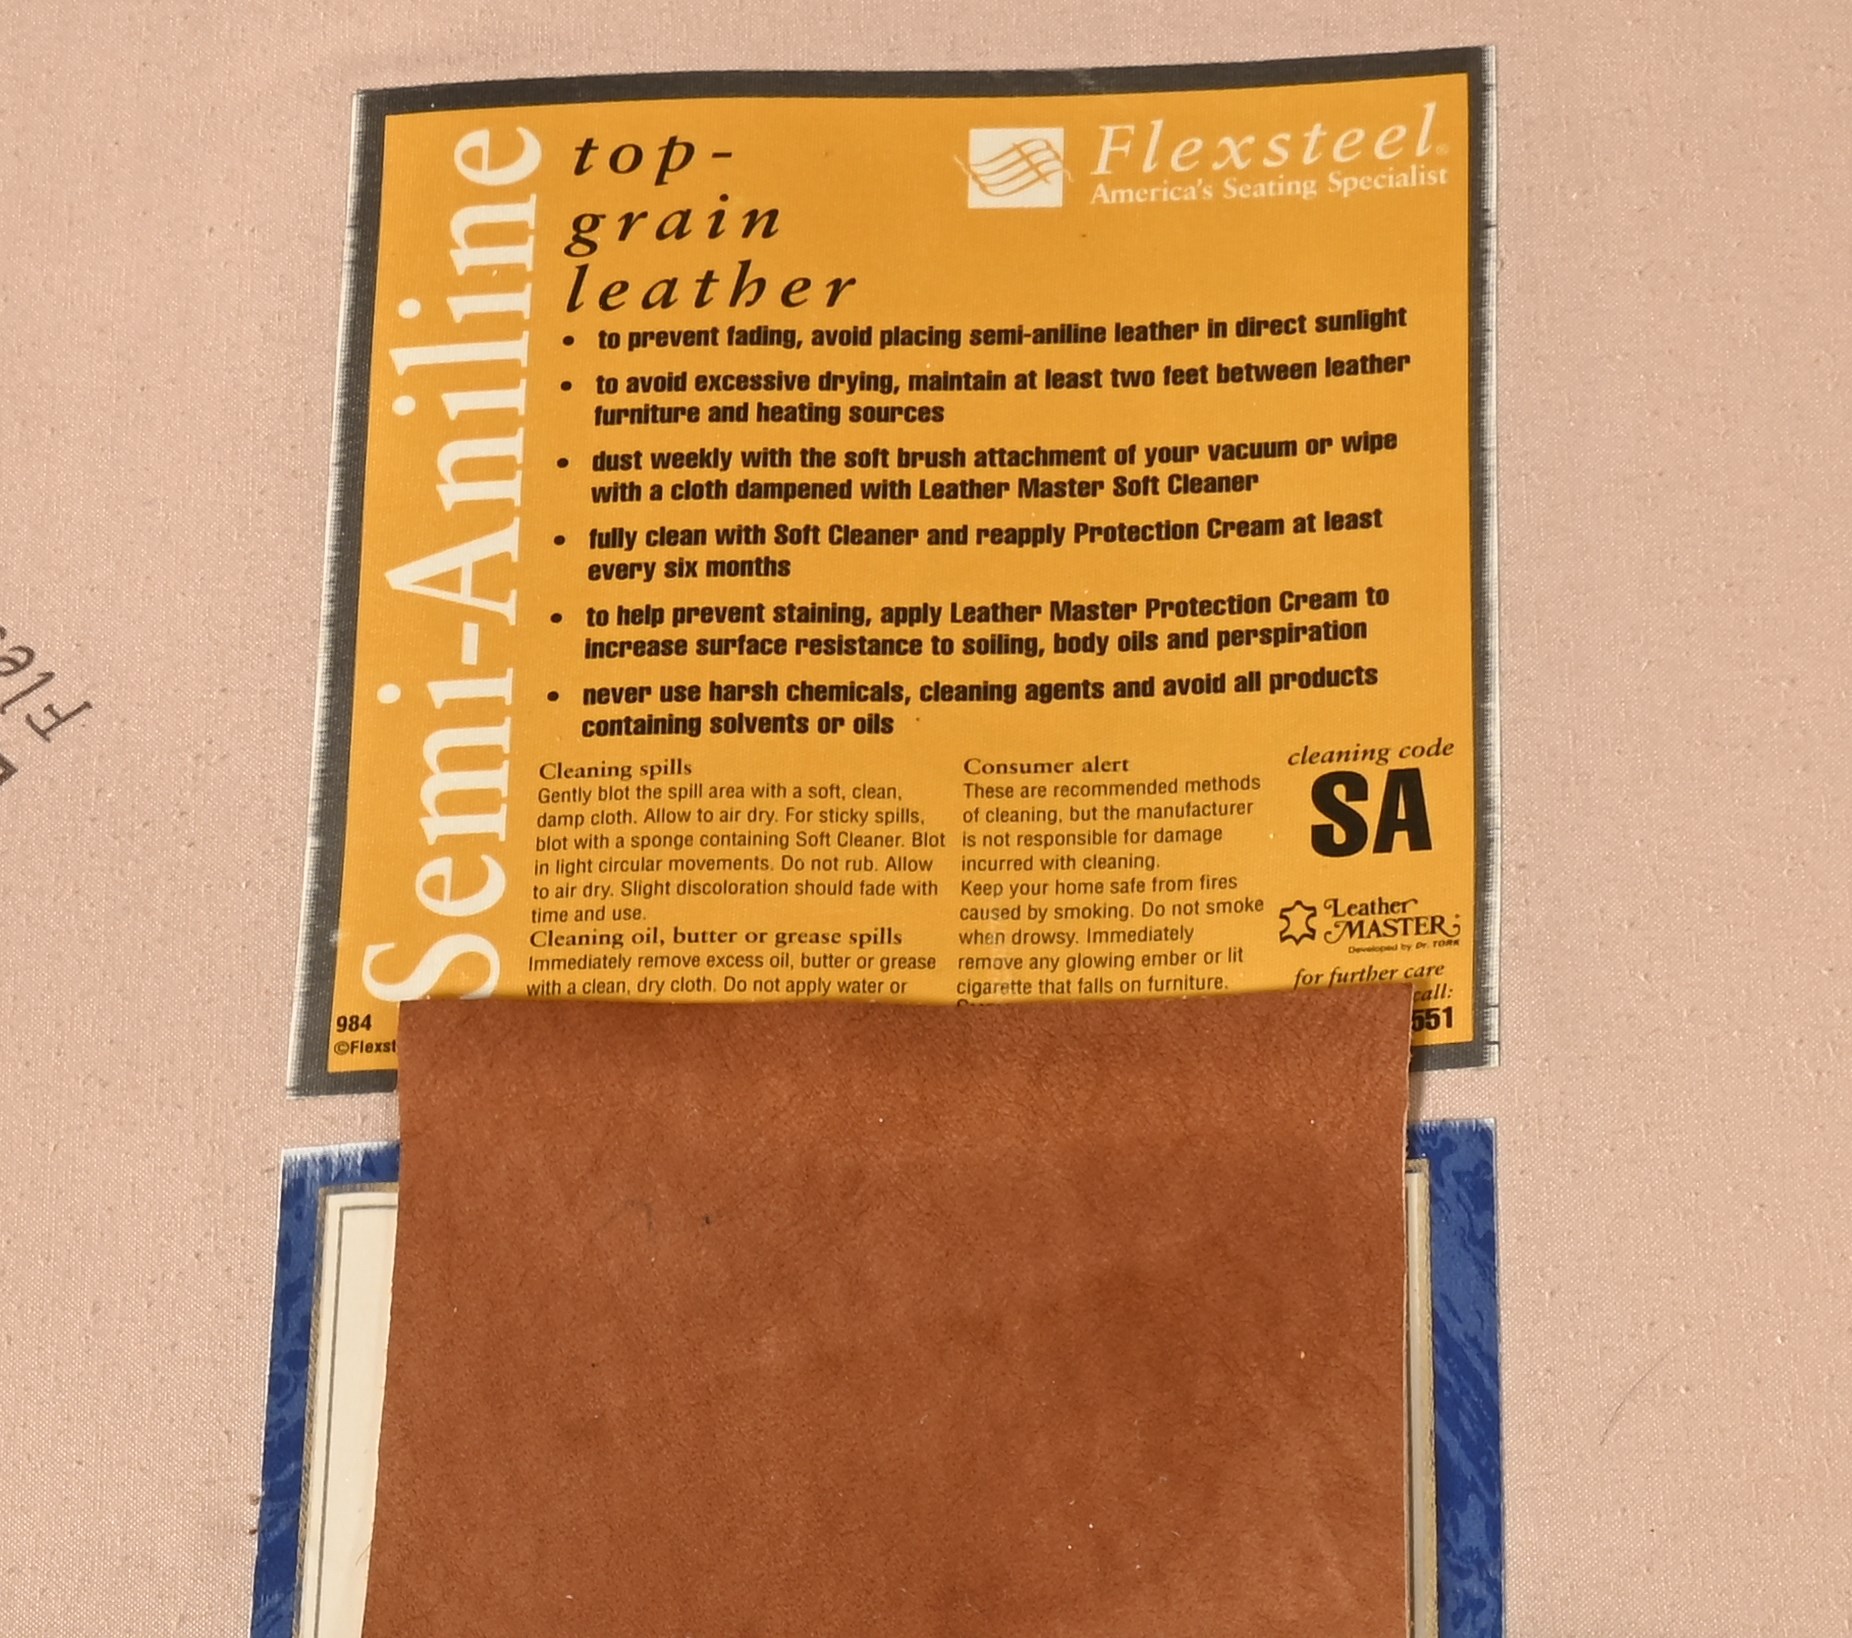 Semi-Aniline
top-
grain
leather
Flexsteel®
America's Seating Specialist
• to prevent fading, avoid placing semi-aniline leather in direct sunlight
• to avoid excessive drying, maintain at least two feet between leather
furniture and heating sources
• dust weekly with the soft brush attachment of your vacuum or wipe
with a cloth dampened with Leather Master Soft Cleaner
• fully clean with Soft Cleaner and reapply Protection Cream at least
every six months
• to help prevent staining, apply Leather Master Protection Cream to
increase surface resistance to soiling, body oils and perspiration
• never use harsh chemicals, cleaning agents and avoid all products
containing solvents or oils
Cleaning spills
Gently blot the spill area with a soft, clean,
damp cloth. Allow to air dry. For sticky spills,
blot with a sponge containing Soft Cleaner. Blot
in light circular movements. Do not rub. Allow
to air dry. Slight discoloration should fade with
time and use.
Cleaning oil, butter or grease spills
Immediately remove excess oil, butter or grease
with a clean, dry cloth. Do not apply water or
Consumer alert
These are recommended methods
of cleaning, but the manufacturer
is not responsible for damage
incurred with cleaning.
Keep your home safe from fires
caused by smoking. Do not smoke
when drowsy. Immediately
remove any glowing ember or lit
cigarette that falls on furniture.
cleaning code
SA
Leather
MASTER
Developed by Dr. TORK
for further care
call:
551
984
©Flexst
Fle